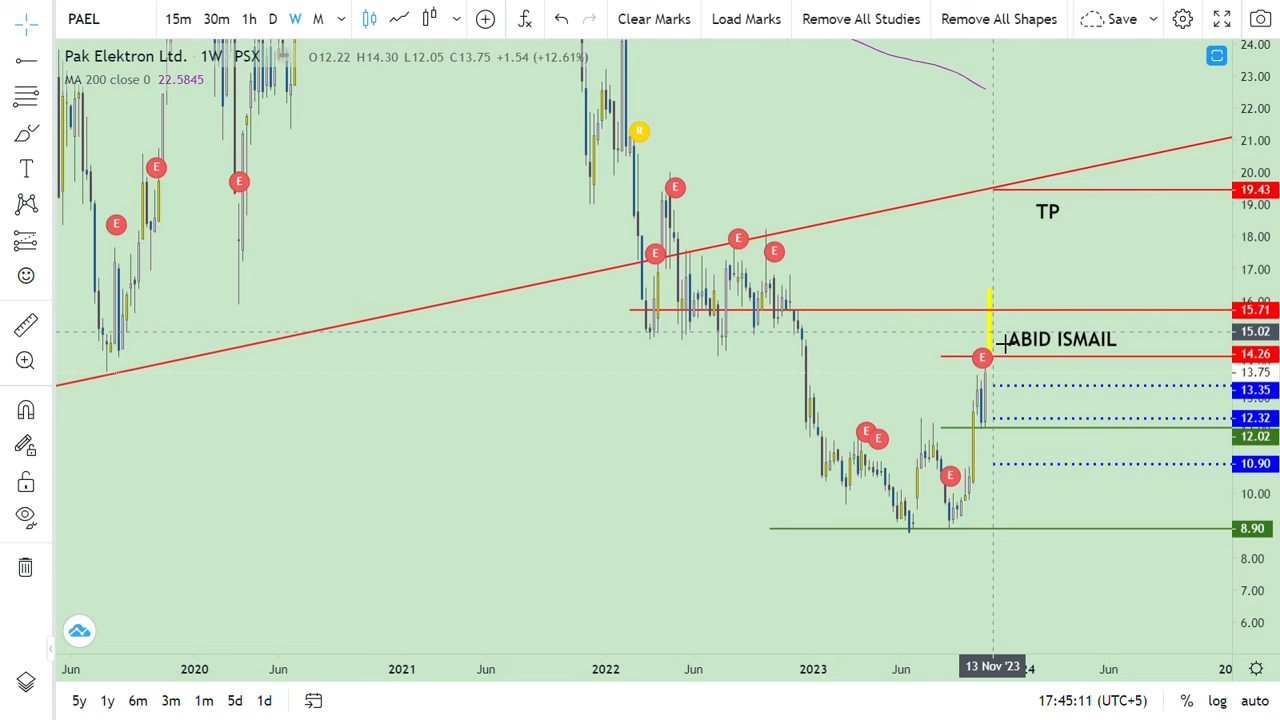 PAEL 15m 30m 1h D W M Clear Marks Load Marks Remove All Studies Remove All Shapes Save
Pak Elektron Ltd. · 1W PSX O12.22 H14.30 L12.05 C13.75 +1.54 (+12.61%)
MA 200 close 0 22.5845
24.00
23.00
22.00
21.00
20.00
19.43
19.00
18.00
17.00
15.71
15.02
14.26
13.75
13.35
12.32
12.02
10.90
10.00
8.90
8.00
7.00
6.00
R
E
E
E
E
E
E
E
E
E
E
E
TP
ABID ISMAIL
Jun 2020 Jun 2021 Jun 2022 Jun 2023 Jun 13 Nov '23 Jun
5y 1y 6m 3m 1m 5d 1d 17:45:11 (UTC+5) % log auto